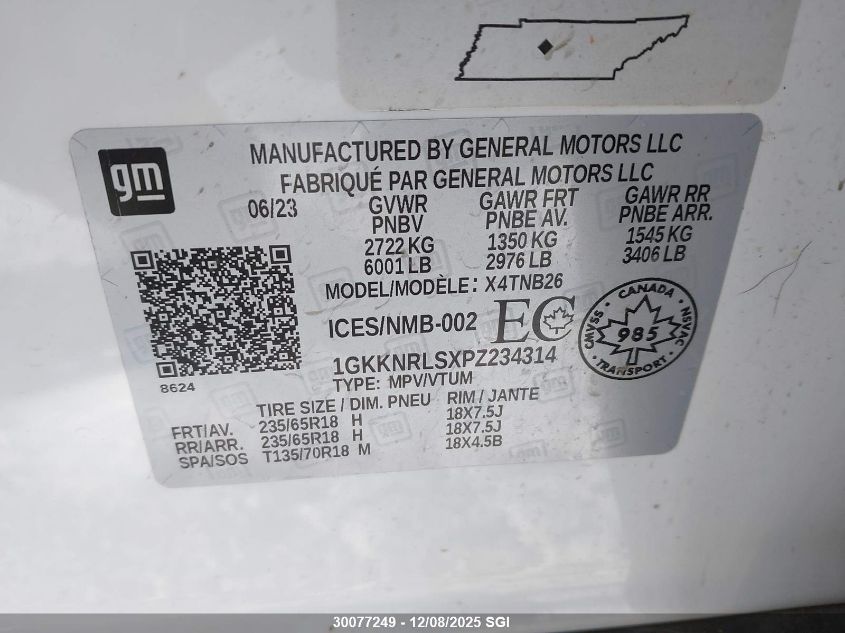 gm
MANUFACTURED BY GENERAL MOTORS LLC
FABRIQUÉ PAR GENERAL MOTORS LLC
06/23 GVWR GAWR FRT GAWR RR
PNBV PNBE AV. PNBE ARR.
2722 KG 1350 KG 1545 KG
6001 LB 2976 LB 3406 LB
MODEL/MODÈLE: X4TNB26
ICES/NMB-002 EC
CANADA
CMVSS 985 NSVAC
TRANSPORT
1GKKNRLSXPZ234314
TYPE: MPV/VTUM
8624
TIRE SIZE / DIM. PNEU RIM / JANTE
FRT/AV. 235/65R18 H 18X7.5J
RR/ARR. 235/65R18 H 18X7.5J
SPA/SOS T135/70R18 M 18X4.5B
30077249 - 12/08/2025 SGI